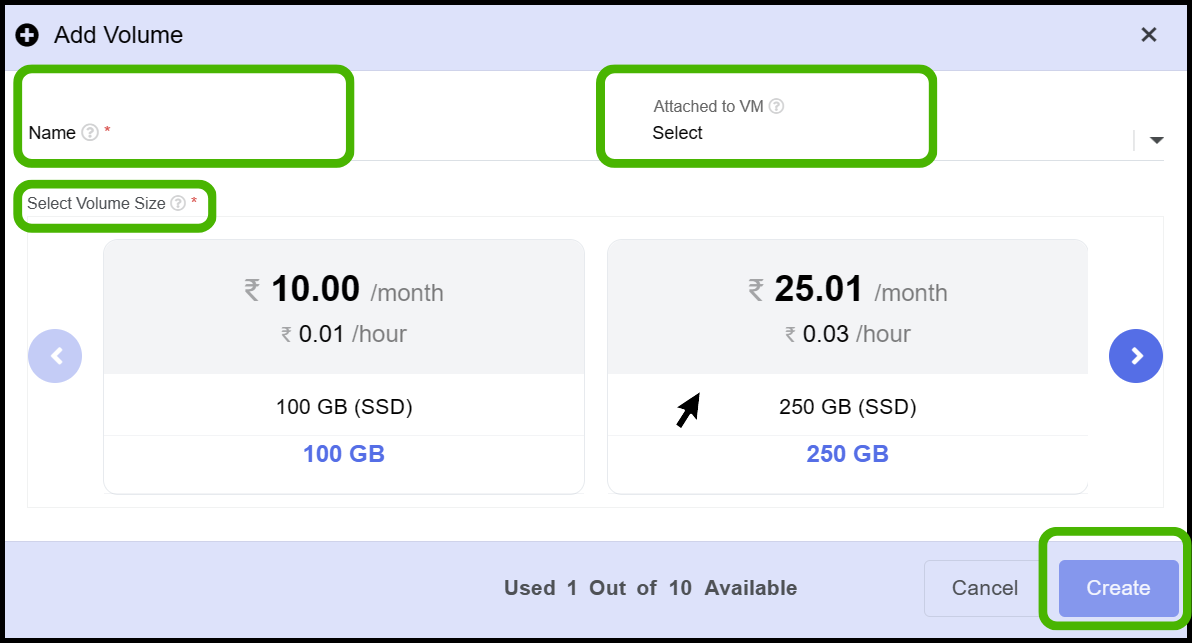 Add Volume
Attached to VM
Name *
Select
Select Volume Size *
₹ 10.00 /month
₹ 0.01 /hour
100 GB (SSD)
100 GB
₹ 25.01 /month
₹ 0.03 /hour
250 GB (SSD)
250 GB
Used 1 Out of 10 Available
Cancel
Create